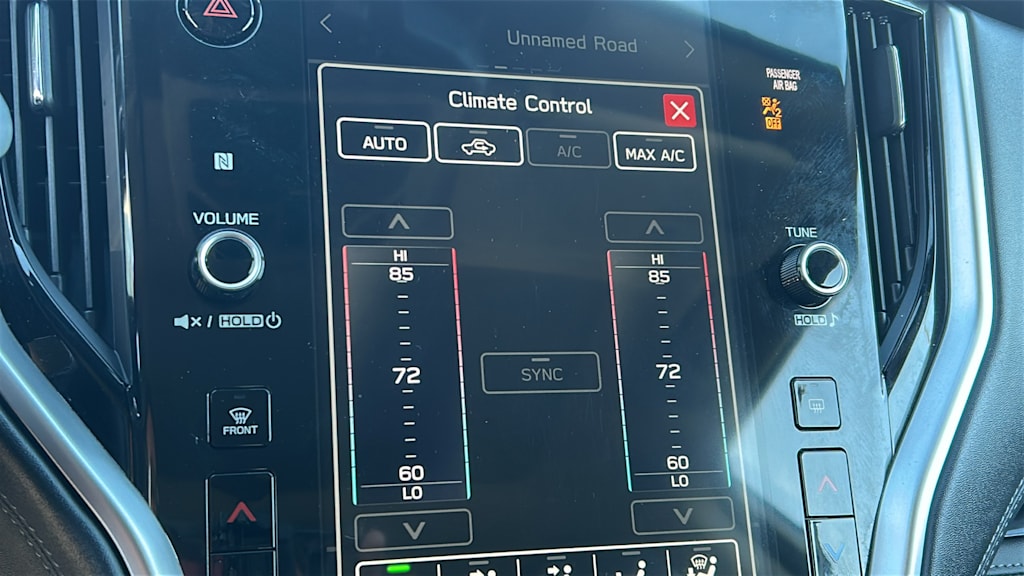 Unnamed Road
PASSENGER
AIR BAG
OFF
Climate Control
AUTO
A/C
MAX A/C
VOLUME
TUNE
HI
85
72
60
LO
SYNC
HI
85
72
60
LO
/ HOLD
HOLD
FRONT